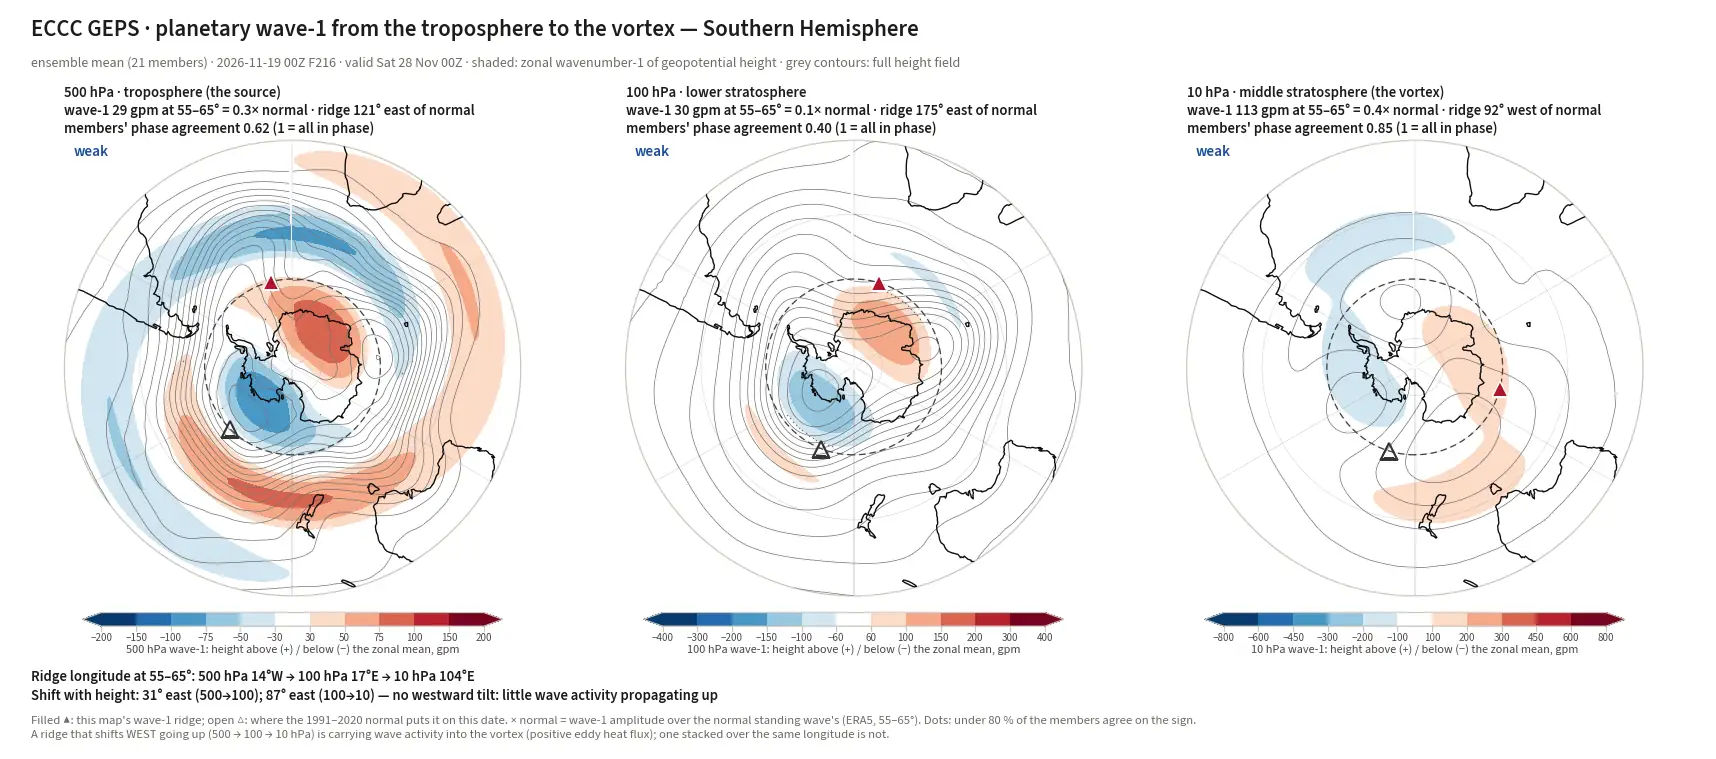 ECCC GEPS · planetary wave-1 from the troposphere to the vortex — Southern Hemisphere
ensemble mean (21 members) · 2026-11-19 00Z F216 · valid Sat 28 Nov 00Z · shaded: zonal wavenumber-1 of geopotential height · grey contours: full height field
500 hPa · troposphere (the source)
wave-1 29 gpm at 55–65° = 0.3× normal · ridge 121° east of normal
members' phase agreement 0.62 (1 = all in phase)
weak
100 hPa · lower stratosphere
wave-1 30 gpm at 55–65° = 0.1× normal · ridge 175° east of normal
members' phase agreement 0.40 (1 = all in phase)
weak
10 hPa · middle stratosphere (the vortex)
wave-1 113 gpm at 55–65° = 0.4× normal · ridge 92° west of normal
members' phase agreement 0.85 (1 = all in phase)
weak
−200 −150 −100 −75 −50 −30 30 50 75 100 150 200
500 hPa wave-1: height above (+) / below (−) the zonal mean, gpm
−400 −300 −200 −150 −100 −60 60 100 150 200 300 400
100 hPa wave-1: height above (+) / below (−) the zonal mean, gpm
−800 −600 −450 −300 −200 −100 100 200 300 450 600 800
10 hPa wave-1: height above (+) / below (−) the zonal mean, gpm
Ridge longitude at 55–65°: 500 hPa 14°W → 100 hPa 17°E → 10 hPa 104°E
Shift with height: 31° east (500→100); 87° east (100→10) — no westward tilt: little wave activity propagating up
Filled ▲: this map's wave-1 ridge; open △: where the 1991–2020 normal puts it on this date. × normal = wave-1 amplitude over the normal standing wave's (ERA5, 55–65°). Dots: under 80 % of the members agree on the sign.
A ridge that shifts WEST going up (500 → 100 → 10 hPa) is carrying wave activity into the vortex (positive eddy heat flux); one stacked over the same longitude is not.